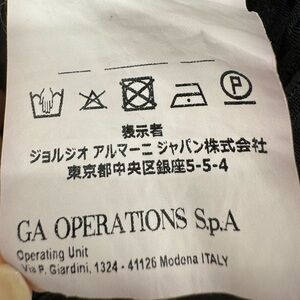 P
表示者
ジョルジオ アルマーニ ジャパン株式会社
東京都中央区銀座5-5-4
GA OPERATIONS S.p.A
Operating Unit
Via P. Giardini, 1324 - 41126 Modena ITALY